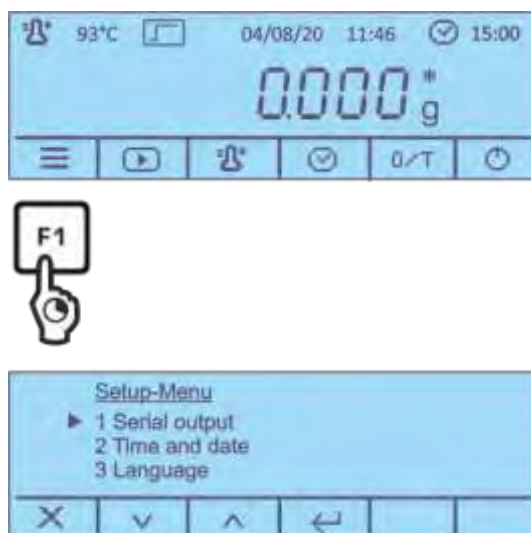 93°C 04/08/20 11:46 15:00
0.000 * g
0/T
F1
Setup-Menu
1 Serial output
2 Time and date
3 Language